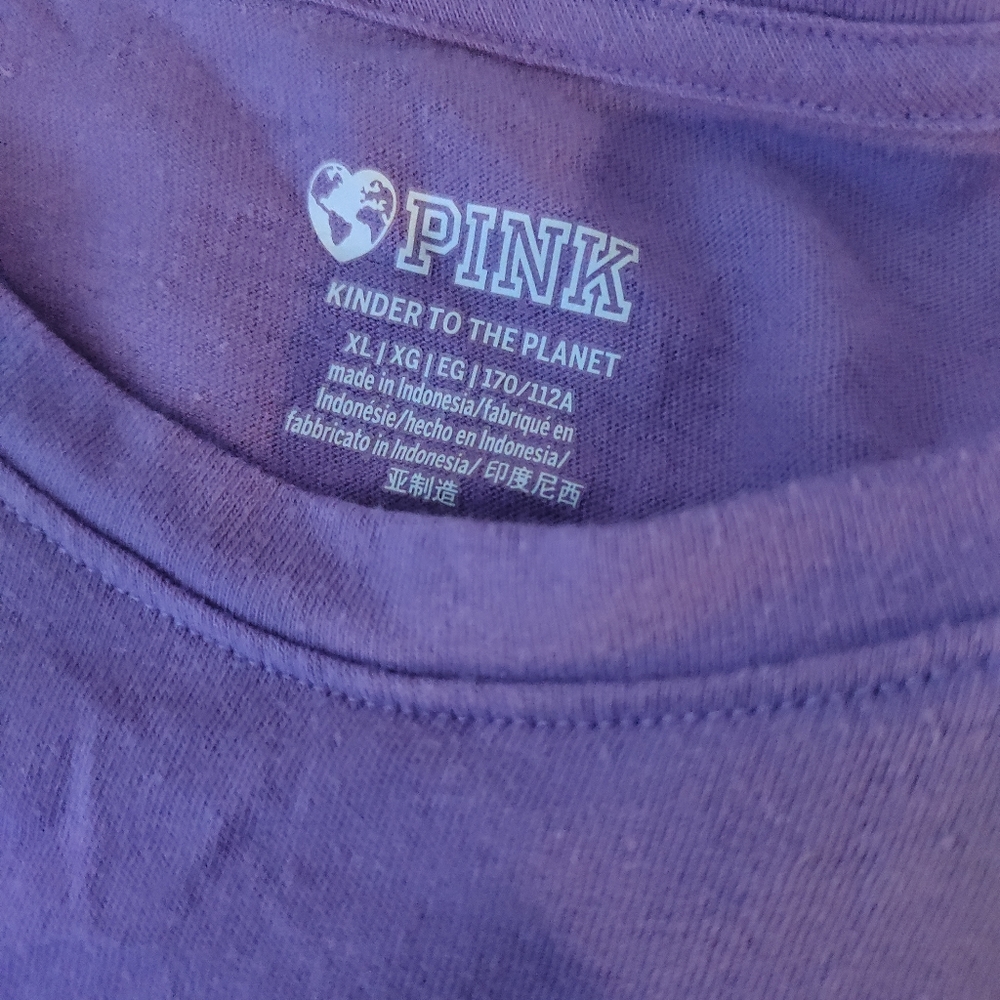 PINK
KINDER TO THE PLANET
XL | XG | EG | 170/112A
made in Indonesia/fabriqué en
Indonésie/hecho en Indonesia/
fabbricato in Indonesia/ 印度尼西
亚制造